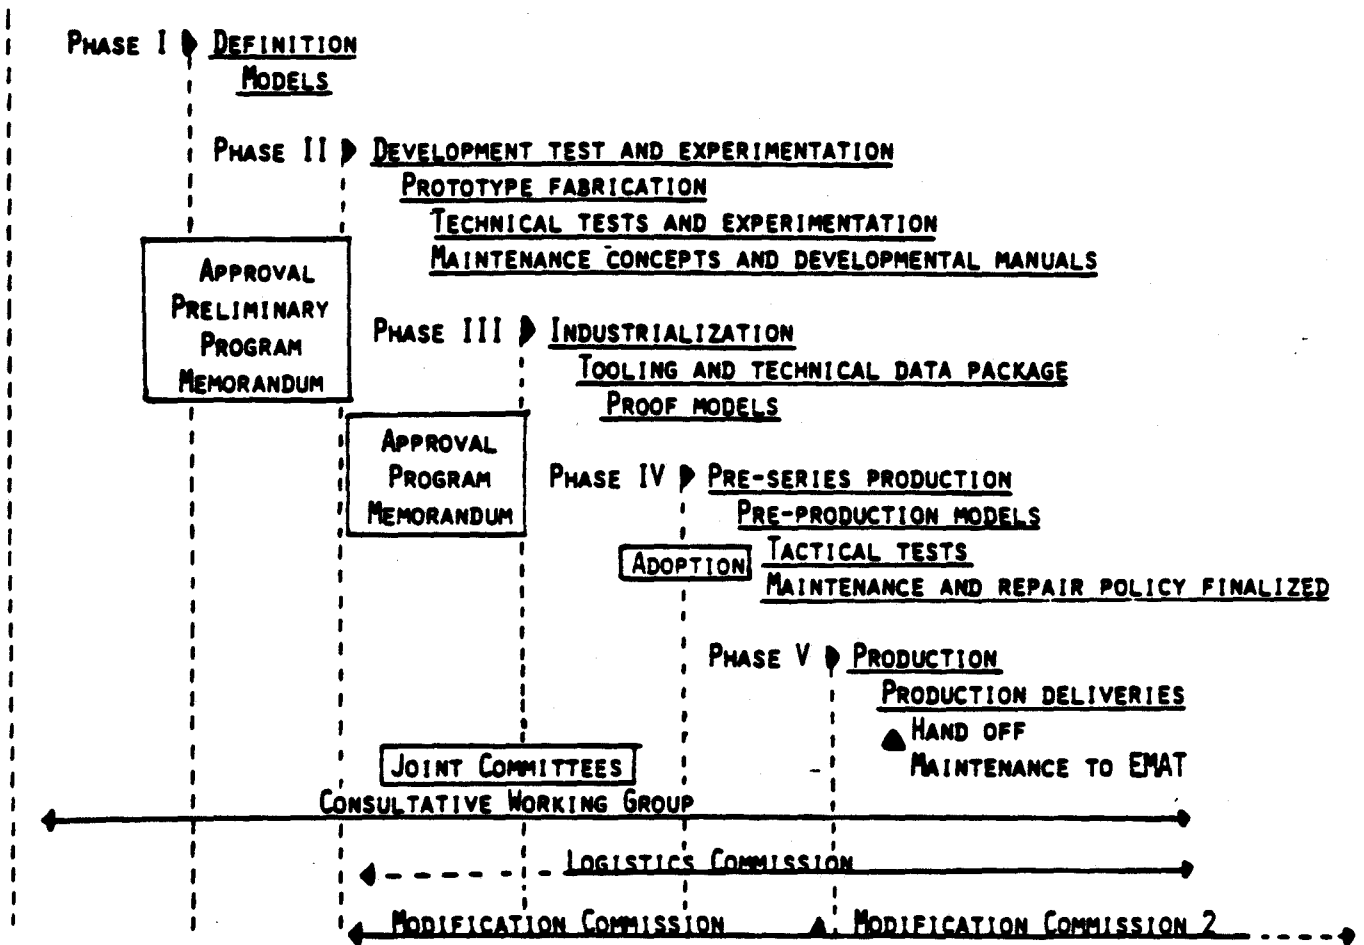 PHASE I DEFINITION
MODELS
PHASE II DEVELOPMENT TEST AND EXPERIMENTATION
PROTOTYPE FABRICATION
TECHNICAL TESTS AND EXPERIMENTATION
MAINTENANCE CONCEPTS AND DEVELOPMENTAL MANUALS
APPROVAL
PRELIMINARY
PROGRAM
MEMORANDUM
PHASE III INDUSTRIALIZATION
TOOLING AND TECHNICAL DATA PACKAGE
PROOF MODELS
APPROVAL
PROGRAM
MEMORANDUM
PHASE IV PRE-SERIES PRODUCTION
PRE-PRODUCTION MODELS
ADOPTION
TACTICAL TESTS
MAINTENANCE AND REPAIR POLICY FINALIZED
PHASE V PRODUCTION
PRODUCTION DELIVERIES
HAND OFF
MAINTENANCE TO EMAT
JOINT COMMITTEES
CONSULTATIVE WORKING GROUP
LOGISTICS COMMISSION
MODIFICATION COMMISSION MODIFICATION COMMISSION 2